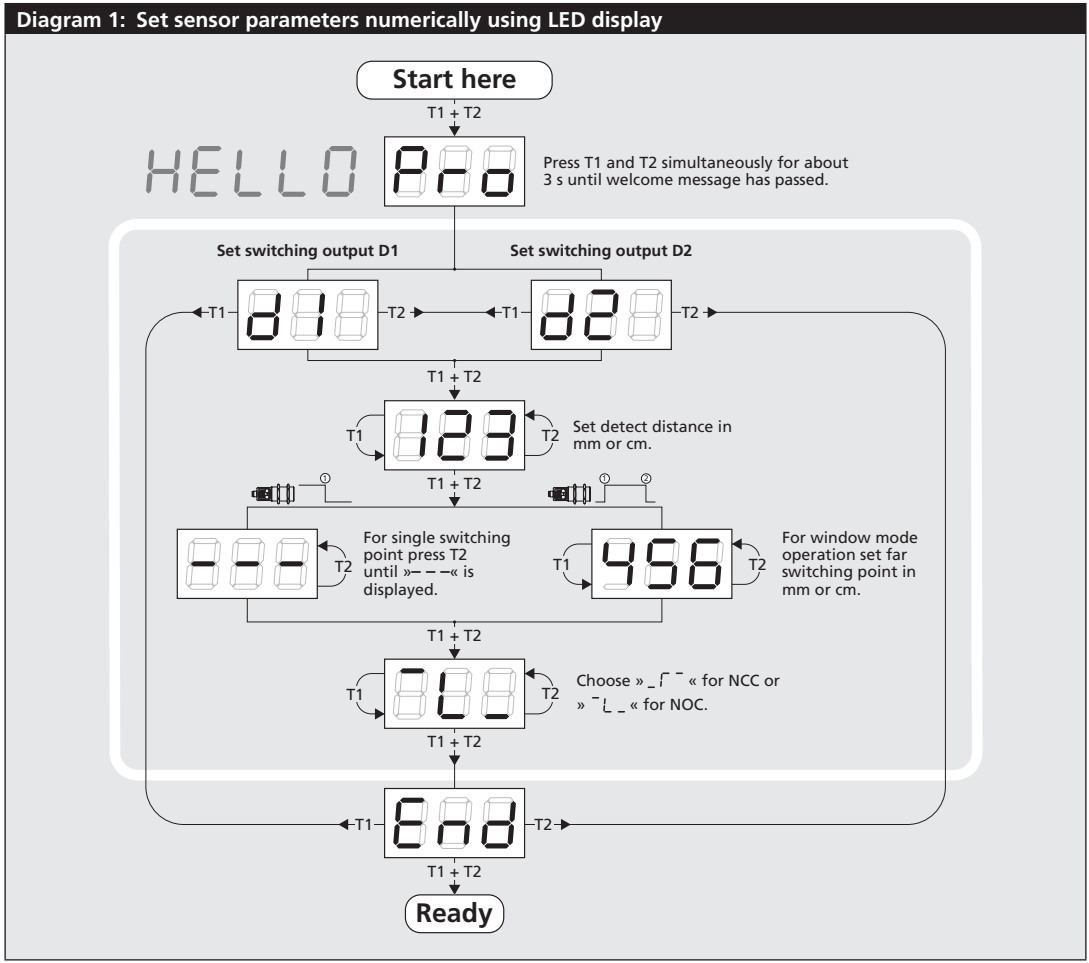 Diagram 1: Set sensor parameters numerically using LED display
Start here
T1 + T2
HELLO
Pro
Press T1 and T2 simultaneously for about
3 s until welcome message has passed.
Set switching output D1
Set switching output D2
T1
d1
T2
T1
d2
T2
T1 + T2
T1
123
T2
Set detect distance in
mm or cm.
T1 + T2
①
① ②
---
T2
For single switching
point press T2
until »– – –« is
displayed.
T1
456
T2
For window mode
operation set far
switching point in
mm or cm.
T1 + T2
T1
¯L_
T2
Choose »_Γ¯« for NCC or
»¯L_« for NOC.
T1 + T2
T1
End
T2
T1 + T2
Ready